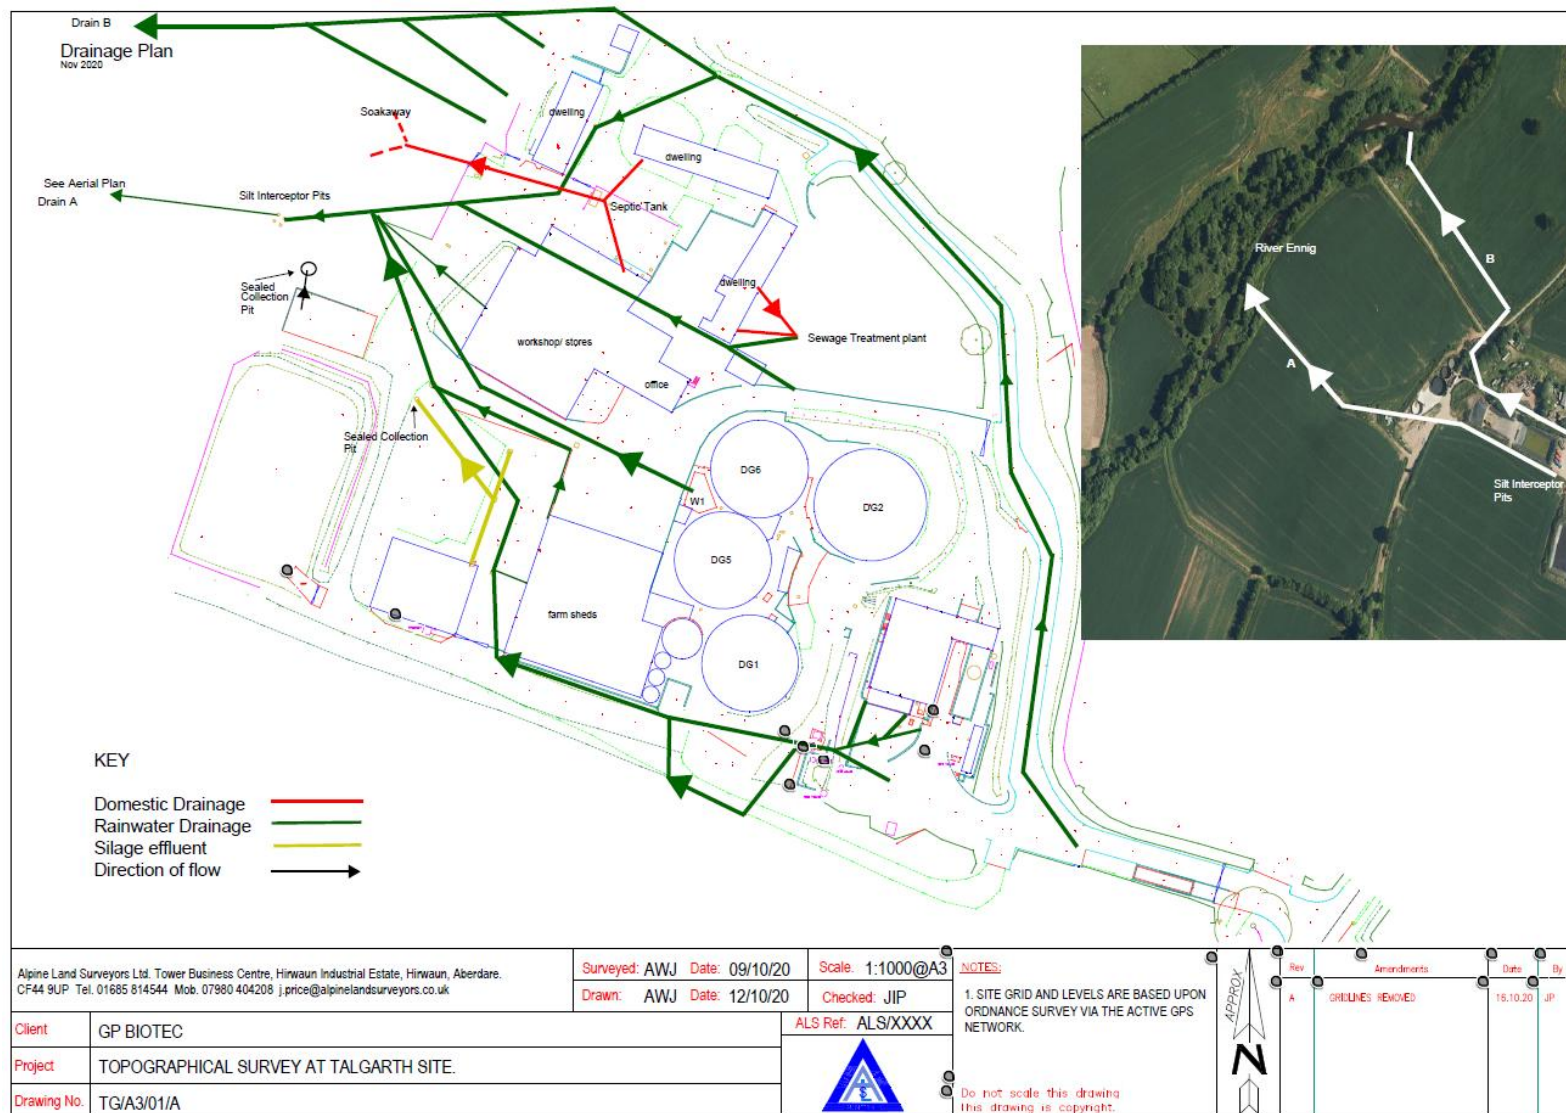 Drain B
Drainage Plan
Nov 2020
Soakaway
dwelling
dwelling
See Aerial Plan
Drain A
Silt Interceptor Pits
Septic Tank
Sealed
Collection
Pit
dwelling
Sewage Treatment plant
workshop/ stores
office
Sealed Collection
Pit
DG6
DG2
W1
DG5
farm sheds
DG1
River Ennig
B
A
Silt Interceptor
Pits
KEY
Domestic Drainage
Rainwater Drainage
Silage effluent
Direction of flow
Alpine Land Surveyors Ltd. Tower Business Centre, Hirwaun Industrial Estate, Hirwaun, Aberdare.
CF44 9UP Tel. 01685 814544 Mob. 07980 404208 j.price@alpinelandsurveyors.co.uk
Surveyed: AWJ Date: 09/10/20 Scale. 1:1000@A3
Drawn: AWJ Date: 12/10/20 Checked: JIP
Client GP BIOTEC
ALS Ref: ALS/XXXX
Project TOPOGRAPHICAL SURVEY AT TALGARTH SITE.
Drawing No. TG/A3/01/A
NOTES:
1. SITE GRID AND LEVELS ARE BASED UPON
ORDNANCE SURVEY VIA THE ACTIVE GPS
NETWORK.
Do not scale this drawing
this drawing is copyright.
APPROX
N
Rev Amendments Date By
A GRIDLINES REMOVED 16.10.20 JP